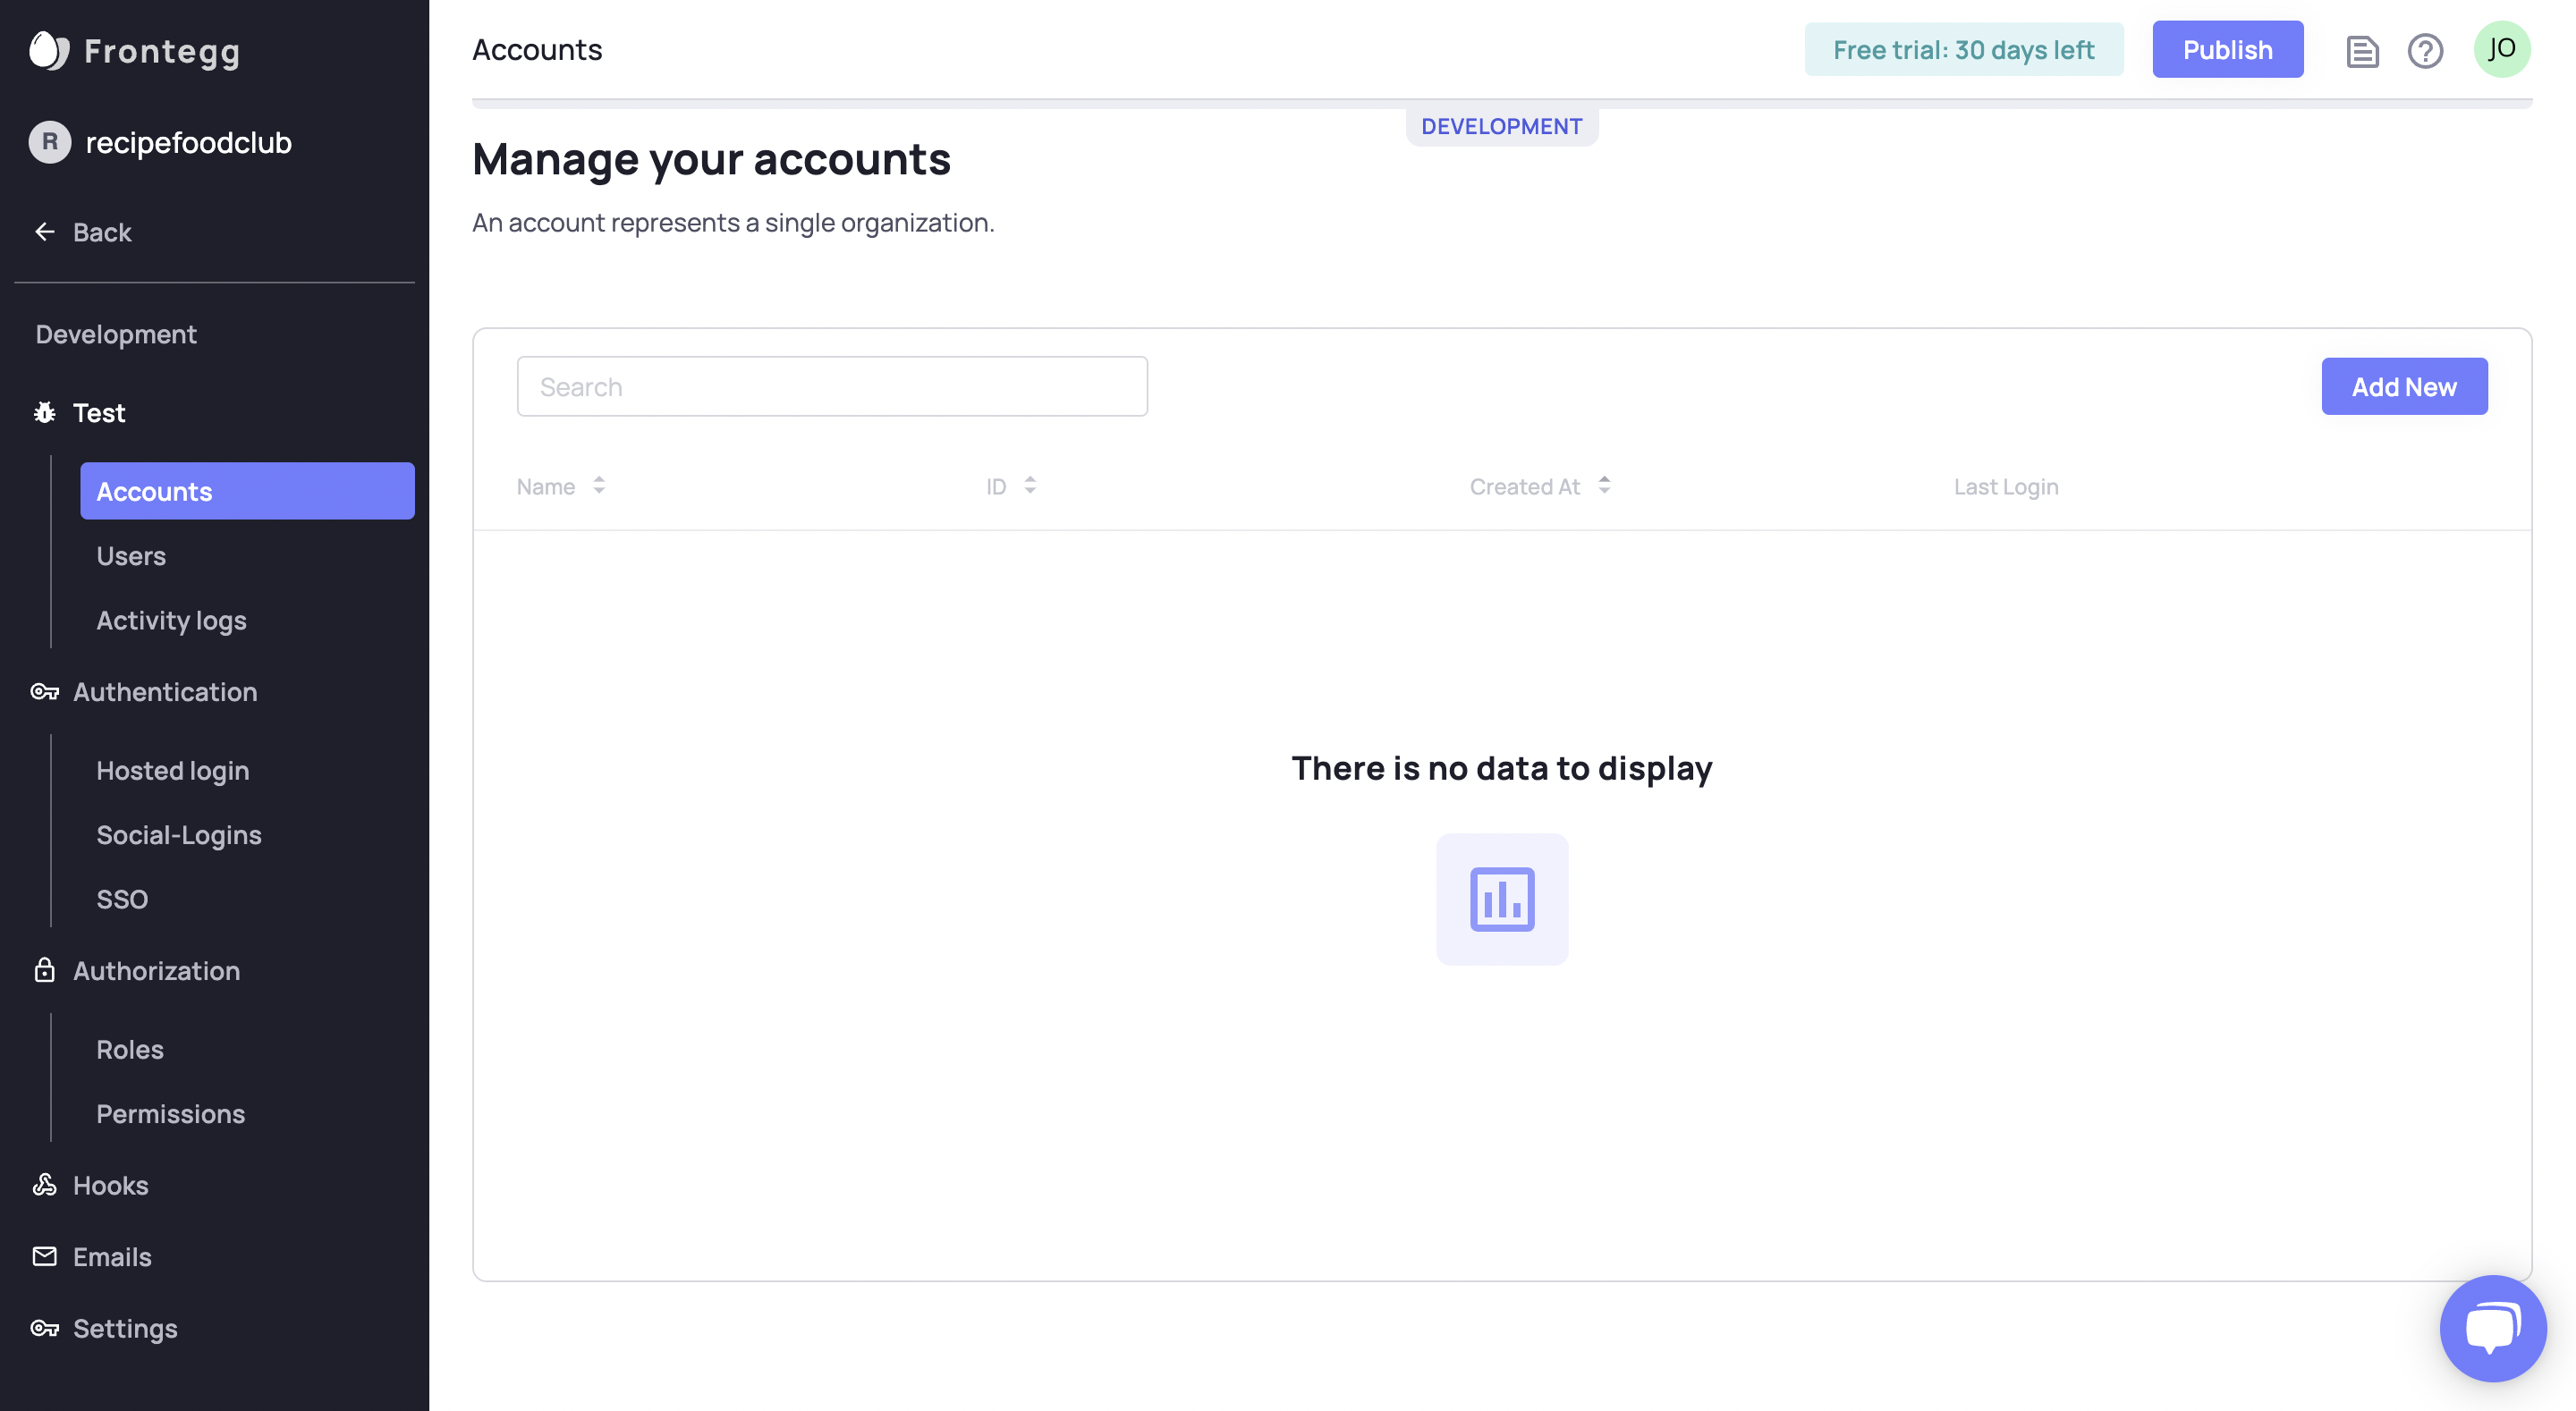 Frontegg
R recipefoodclub
Back
Development
Test
Accounts
Users
Activity logs
Authentication
Hosted login
Social-Logins
SSO
Authorization
Roles
Permissions
Hooks
Emails
Settings
Accounts
Free trial: 30 days left
Publish
JO
DEVELOPMENT
Manage your accounts
An account represents a single organization.
Search
Add New
Name ID Created At Last Login
There is no data to display